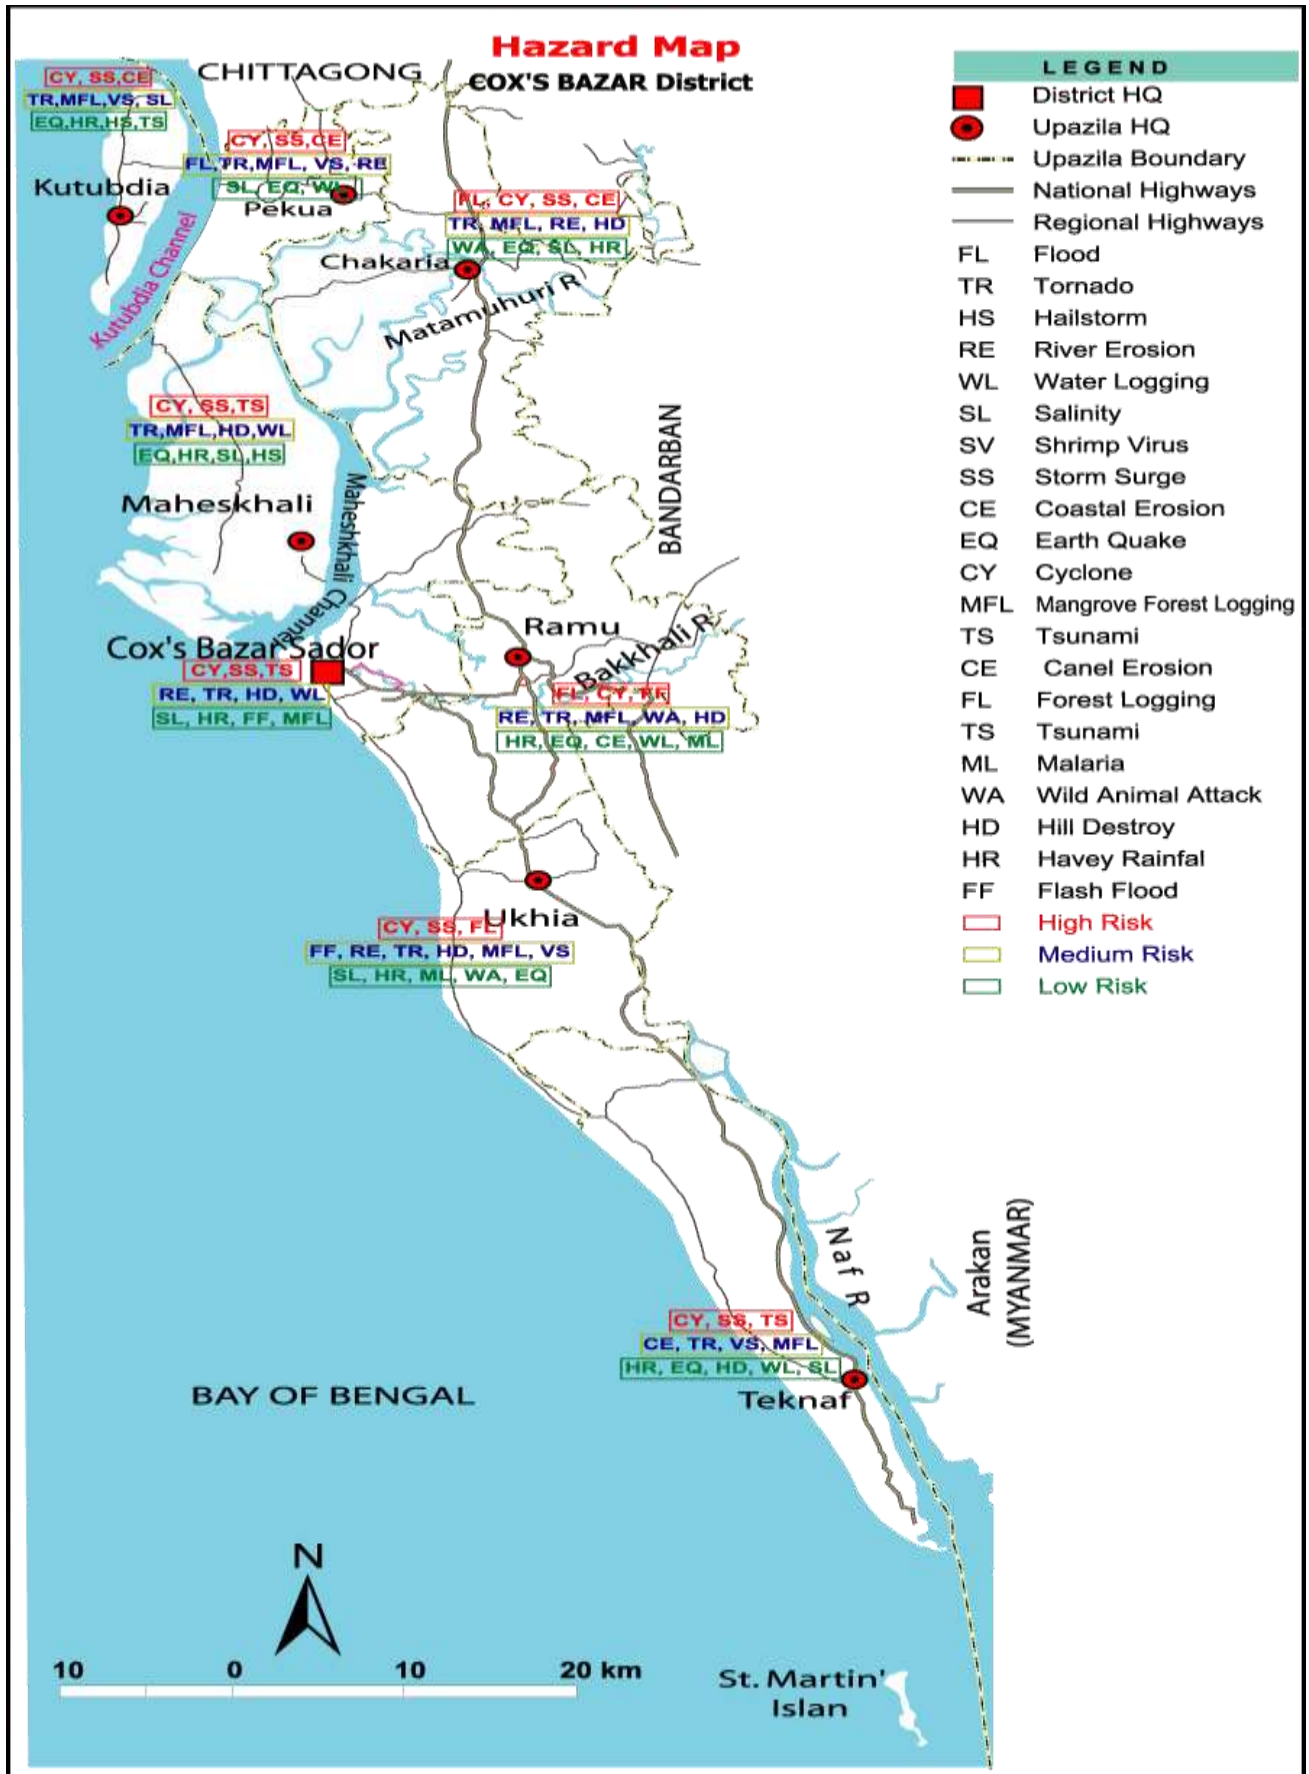 Hazard Map
COX'S BAZAR District
CHITTAGONG
CY, SS,CE
TR,MFL,VS, SL
EQ,HR,HS,TS
Kutubdia
Kutubdia Channel
CY, SS,CE
FL,TR,MFL, VS, RE
SL, EQ, WL
Pekua
FL, CY, SS, CE
TR, MFL, RE, HD
WA, EQ, SL, HR
Chakaria
Matamuhuri R
BANDARBAN
CY, SS,TS
TR,MFL,HD,WL
EQ,HR,SL,HS
Maheskhali
Maheshkhali Channel
Cox's Bazar Sador
CY,SS,TS
RE, TR, HD, WL
SL, HR, FF, MFL
Ramu
Bakkhali R
FL, CY, FF
RE, TR, MFL, WA, HD
HR, EQ, CE, WL, ML
Ukhia
CY, SS, FL
FF, RE, TR, HD, MFL, VS
SL, HR, ML, WA, EQ
Naf R
Arakan
(MYANMAR)
CY, SS, TS
CE, TR, VS, MFL
HR, EQ, HD, WL, SL
Teknaf
BAY OF BENGAL
N
10 0 10 20 km
St. Martin'
Islan
LEGEND
District HQ
Upazila HQ
Upazila Boundary
National Highways
Regional Highways
FL Flood
TR Tornado
HS Hailstorm
RE River Erosion
WL Water Logging
SL Salinity
SV Shrimp Virus
SS Storm Surge
CE Coastal Erosion
EQ Earth Quake
CY Cyclone
MFL Mangrove Forest Logging
TS Tsunami
CE Canel Erosion
FL Forest Logging
TS Tsunami
ML Malaria
WA Wild Animal Attack
HD Hill Destroy
HR Havey Rainfal
FF Flash Flood
High Risk
Medium Risk
Low Risk